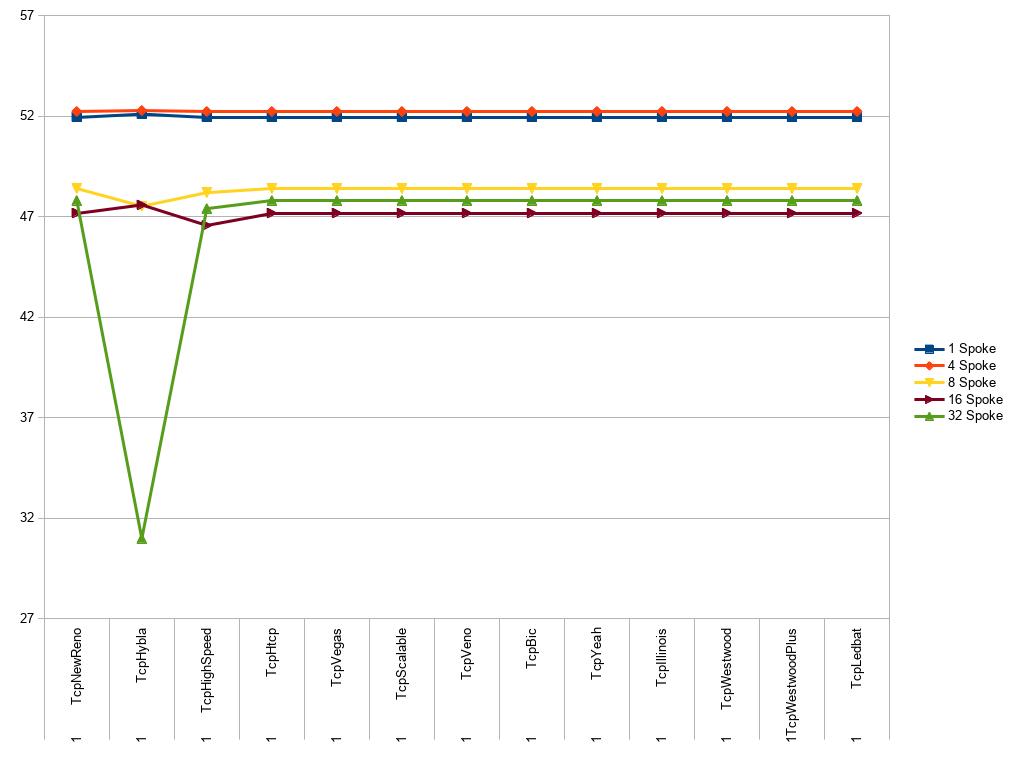 57
52
47
42
37
32
27
TcpNewReno
TcpHybla
TcpHighSpeed
TcpHtcp
TcpVegas
TcpScalable
TcpVeno
TcpBic
TcpYeah
TcpIllinois
TcpWestwood
TcpWestwoodPlus
TcpLedbat
1
1
1
1
1
1
1
1
1
1
1
1
1
1 Spoke
4 Spoke
8 Spoke
16 Spoke
32 Spoke